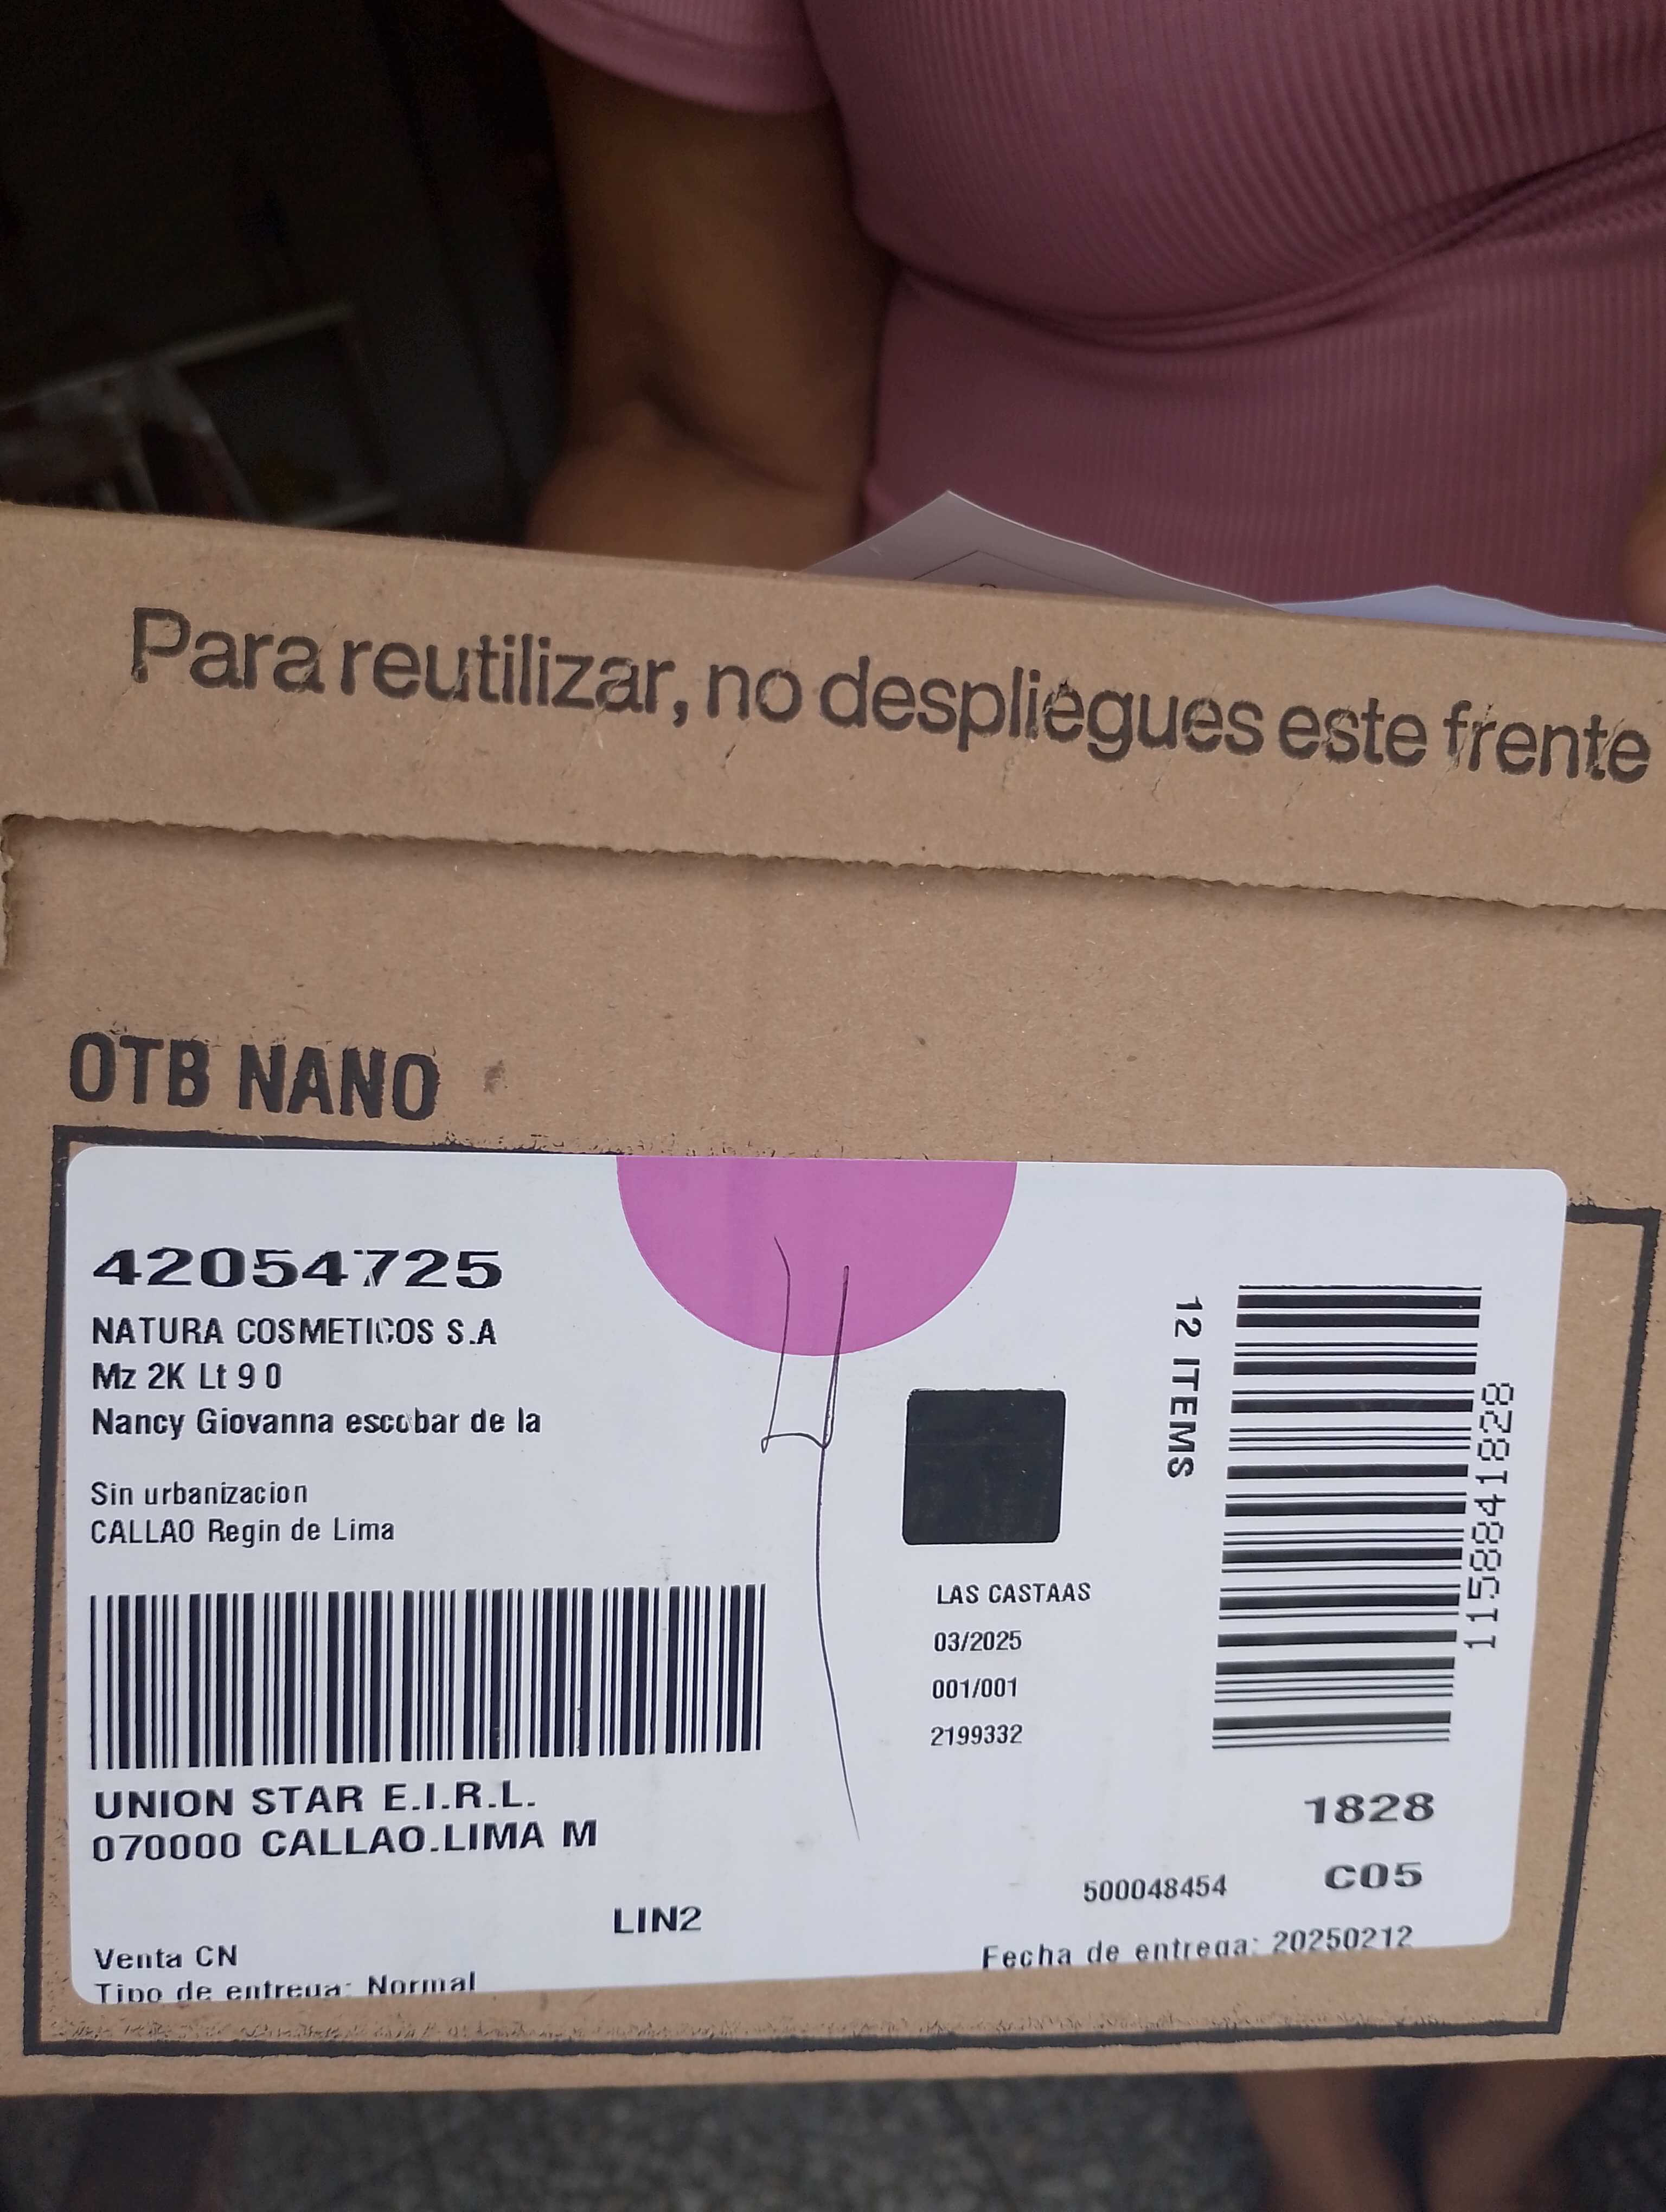 Para reutilizar, no despliegues este frente
OTB NANO
42054725
NATURA COSMETICOS S.A
Mz 2K Lt 9 0
Nancy Giovanna escobar de la
Sin urbanizacion
CALLAO Regin de Lima
UNION STAR E.I.R.L.
070000 CALLAO.LIMA M
LIN2
Venta CN
Tipo de entrega: Normal
LAS CASTAAS
03/2025
001/001
2199332
12 ITEMS
1158841828
1828
C05
500048454
Fecha de entrega: 20250212